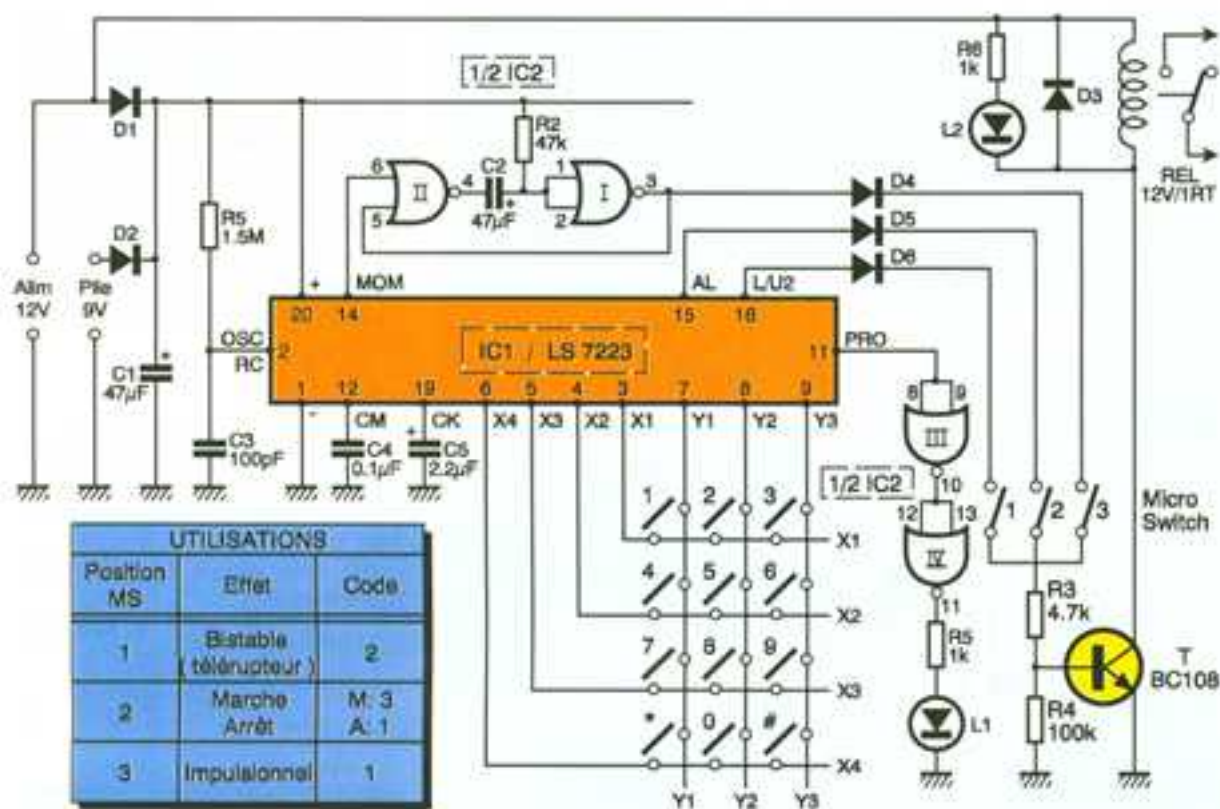 1/2 IC2
R6
1k
D3
L2
REL
12V/1RT
D1
R2
47k
6
II
4
C2
+
47µF
5
1
I
3
2
D4
D5
D6
R5
1.5M
D2
Alim
12V
Pile
9V
C1
+
47µF
+
MOM
AL
L/U2
20
14
15
16
OSC
RC
2
IC1 / LS 7223
11
PRO
1
12
19
6
5
4
3
7
8
9
-
CM
CK
X4
X3
X2
X1
Y1
Y2
Y3
C3
100pF
C4
0.1µF
+
C5
2.2µF
8
9
III
10
1/2 IC2
12
13
IV
11
R5
1k
L1
1
2
3
Micro
Switch
R3
4.7k
R4
100k
T
BC108
1
2
3
X1
4
5
6
X2
7
8
9
X3
*
0
#
X4
Y1
Y2
Y3
UTILISATIONS
Position MS
Effet
Code
1
Bistable
( télérupteur )
2
2
Marche
Arrêt
M: 3
A: 1
3
Impulsionnel
1